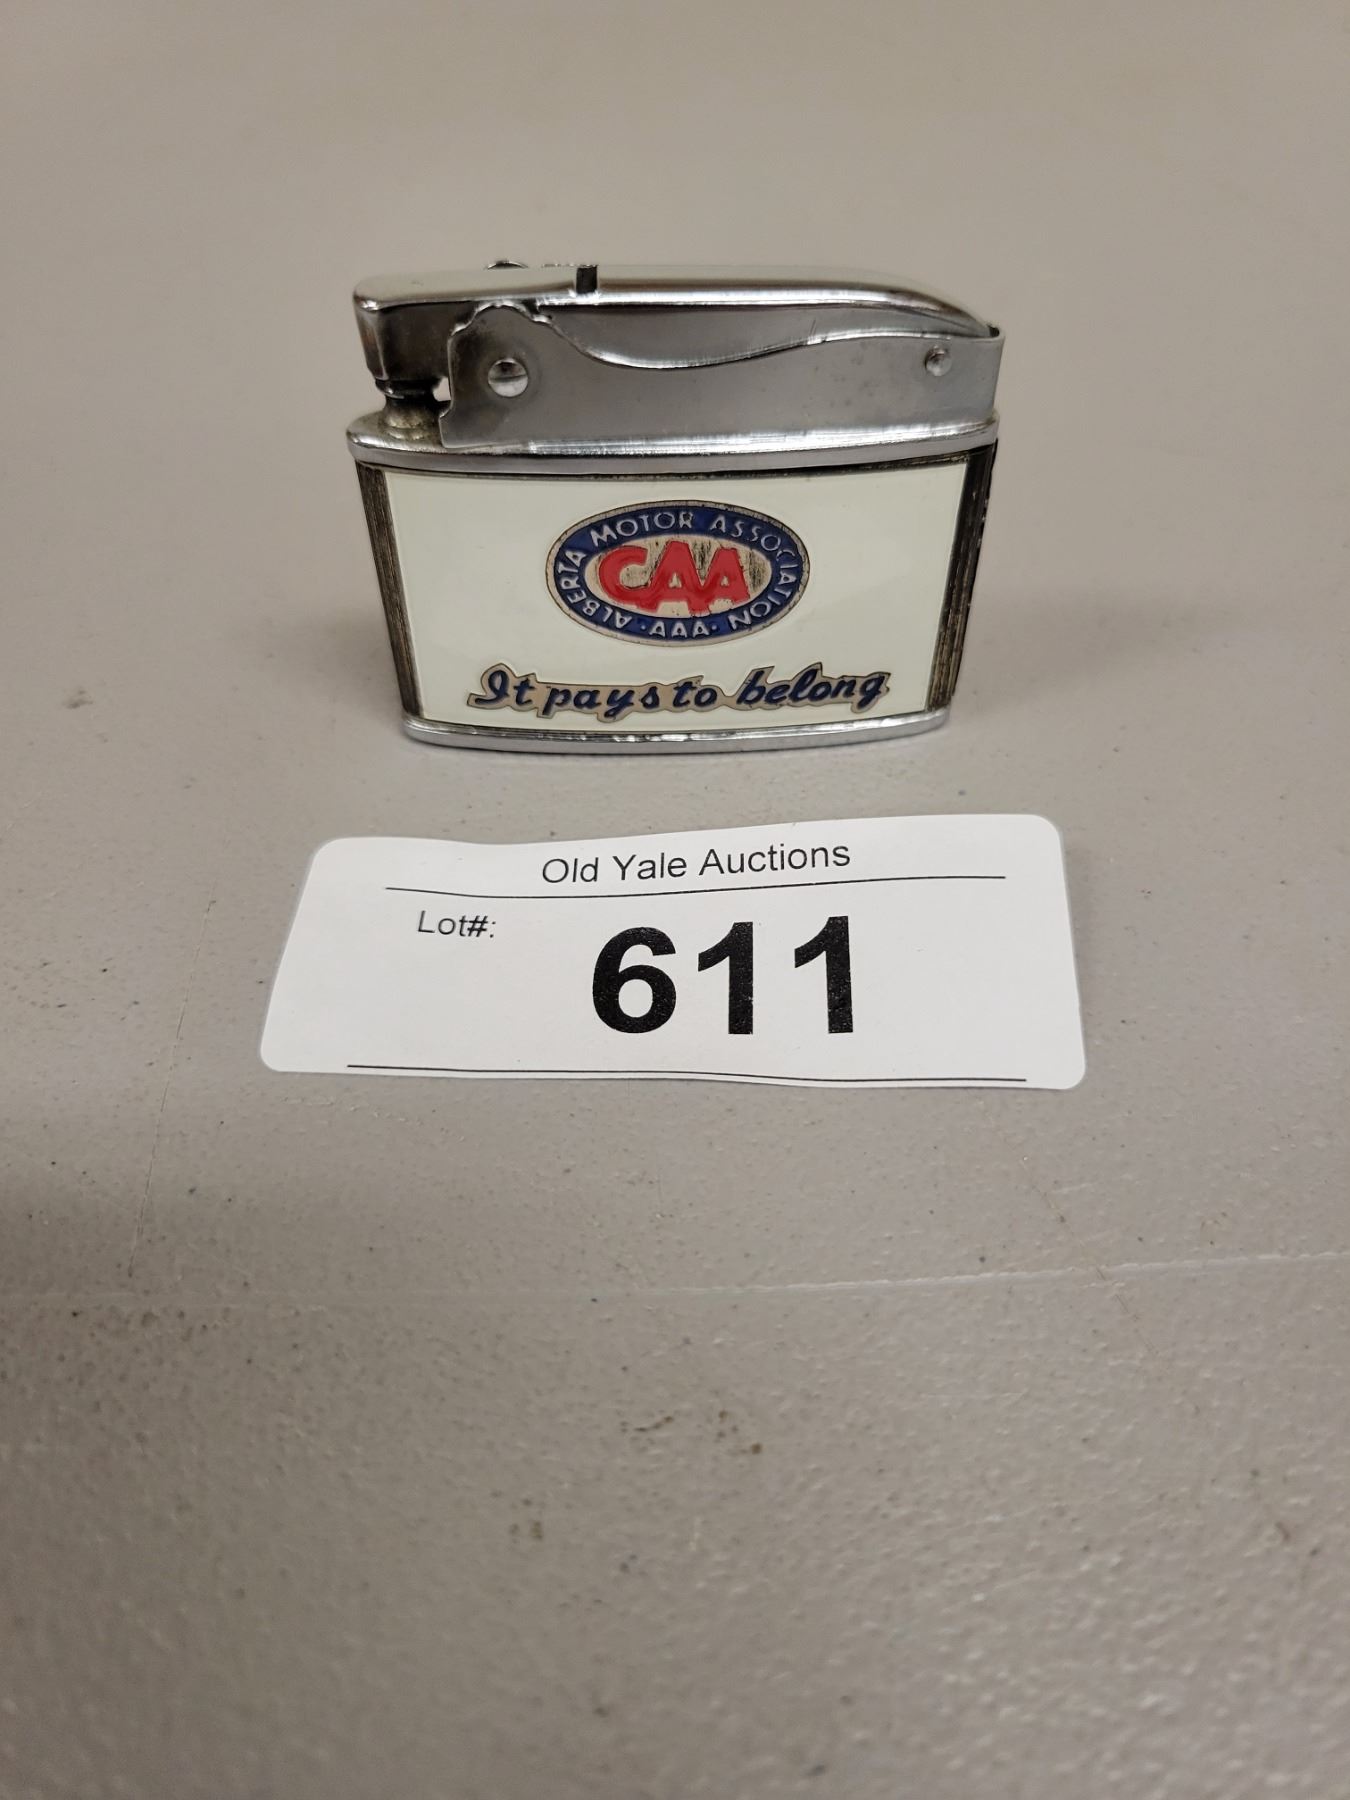 ALBERTA MOTOR ASSOCIATION
CAA
· AAA ·
It pays to belong
Old Yale Auctions
Lot#:
611